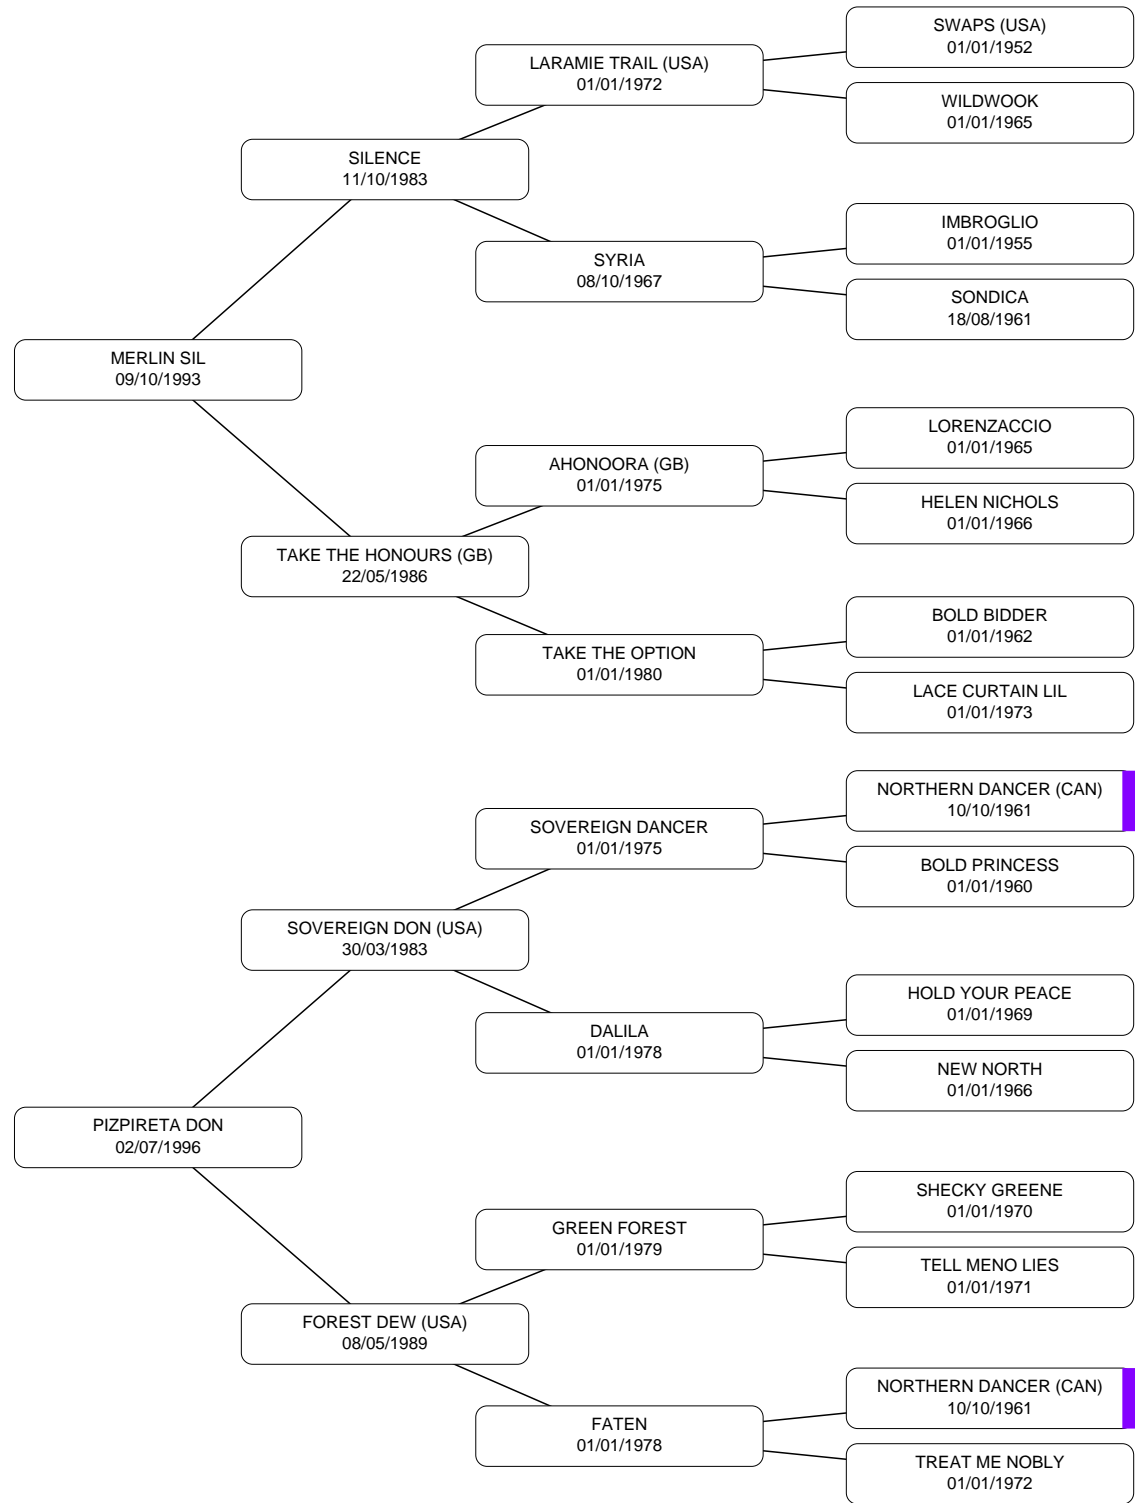 SWAPS (USA)
01/01/1952
LARAMIE TRAIL (USA)
01/01/1972
WILDWOOK
01/01/1965
SILENCE
11/10/1983
IMBROGLIO
01/01/1955
SYRIA
08/10/1967
SONDICA
18/08/1961
MERLIN SIL
09/10/1993
LORENZACCIO
01/01/1965
AHONOORA (GB)
01/01/1975
HELEN NICHOLS
01/01/1966
TAKE THE HONOURS (GB)
22/05/1986
BOLD BIDDER
01/01/1962
TAKE THE OPTION
01/01/1980
LACE CURTAIN LIL
01/01/1973
NORTHERN DANCER (CAN)
10/10/1961
SOVEREIGN DANCER
01/01/1975
BOLD PRINCESS
01/01/1960
SOVEREIGN DON (USA)
30/03/1983
HOLD YOUR PEACE
01/01/1969
DALILA
01/01/1978
NEW NORTH
01/01/1966
PIZPIRETA DON
02/07/1996
SHECKY GREENE
01/01/1970
GREEN FOREST
01/01/1979
TELL MENO LIES
01/01/1971
FOREST DEW (USA)
08/05/1989
NORTHERN DANCER (CAN)
10/10/1961
FATEN
01/01/1978
TREAT ME NOBLY
01/01/1972